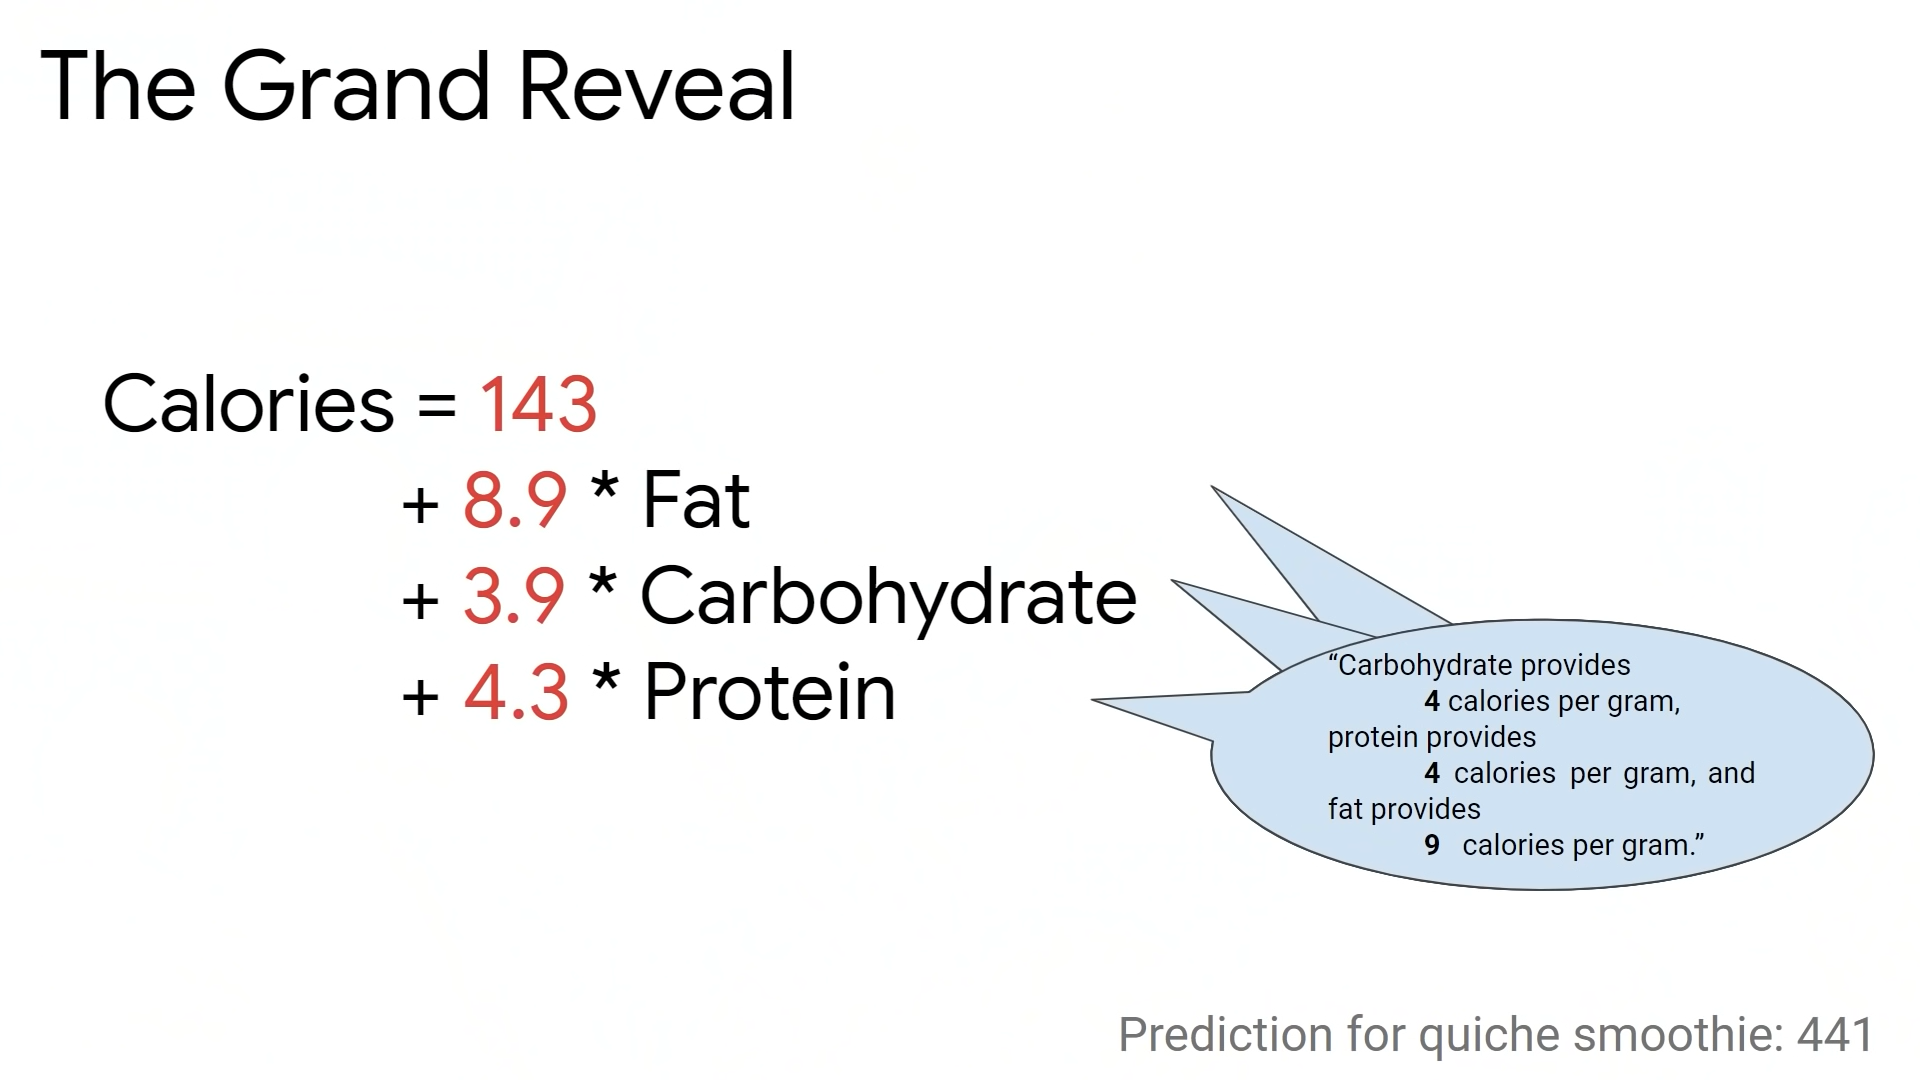 The Grand Reveal
Calories = 143
+ 8.9 * Fat
+ 3.9 * Carbohydrate
+ 4.3 * Protein
“Carbohydrate provides
4 calories per gram,
protein provides
4 calories per gram, and
fat provides
9 calories per gram.”
Prediction for quiche smoothie: 441